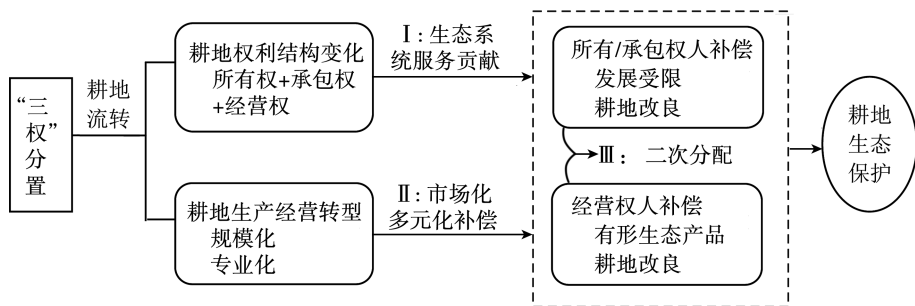 “三权”分置
耕地
流转
耕地权利结构变化
所有权+承包权
+经营权
耕地生产经营转型
规模化
专业化
Ⅰ:生态系
统服务贡献
Ⅱ:市场化
多元化补偿
所有/承包权人补偿
发展受限
耕地改良
Ⅲ: 二次分配
经营权人补偿
有形生态产品
耕地改良
耕地
生态
保护